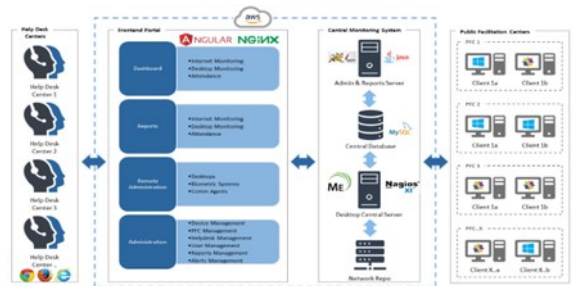 aws
Help Desk
Centers
Help Desk
Center 1
Help Desk
Center 2
Help Desk
Center 3
Help Desk
Center ..
Frontend Portal
ANGULAR
NGINX
Dashboard
•Internet Monitoring
•Desktop Monitoring
•Attendance
Reports
•Internet Monitoring
•Desktop Monitoring
•Attendance
Remote
Administration
•Desktops
•Biometric Systems
•Comm Agents
Administration
•Device Management
•PFC Management
•Helpdesk Management
•User Management
•Reports Management
•Alerts Management
Central Monitoring System
Java
Admin & Reports Server
MySQL
Central Database
ME
Nagios XI
Desktop Central Server
Network Repo
Public Facilitation Centers
PFC 1
Client 1a
Client 1b
PFC 2
Client 1a
Client 1b
PFC 3
Client 1a
Client 1b
PFC..X
Client X..a
Client X..b